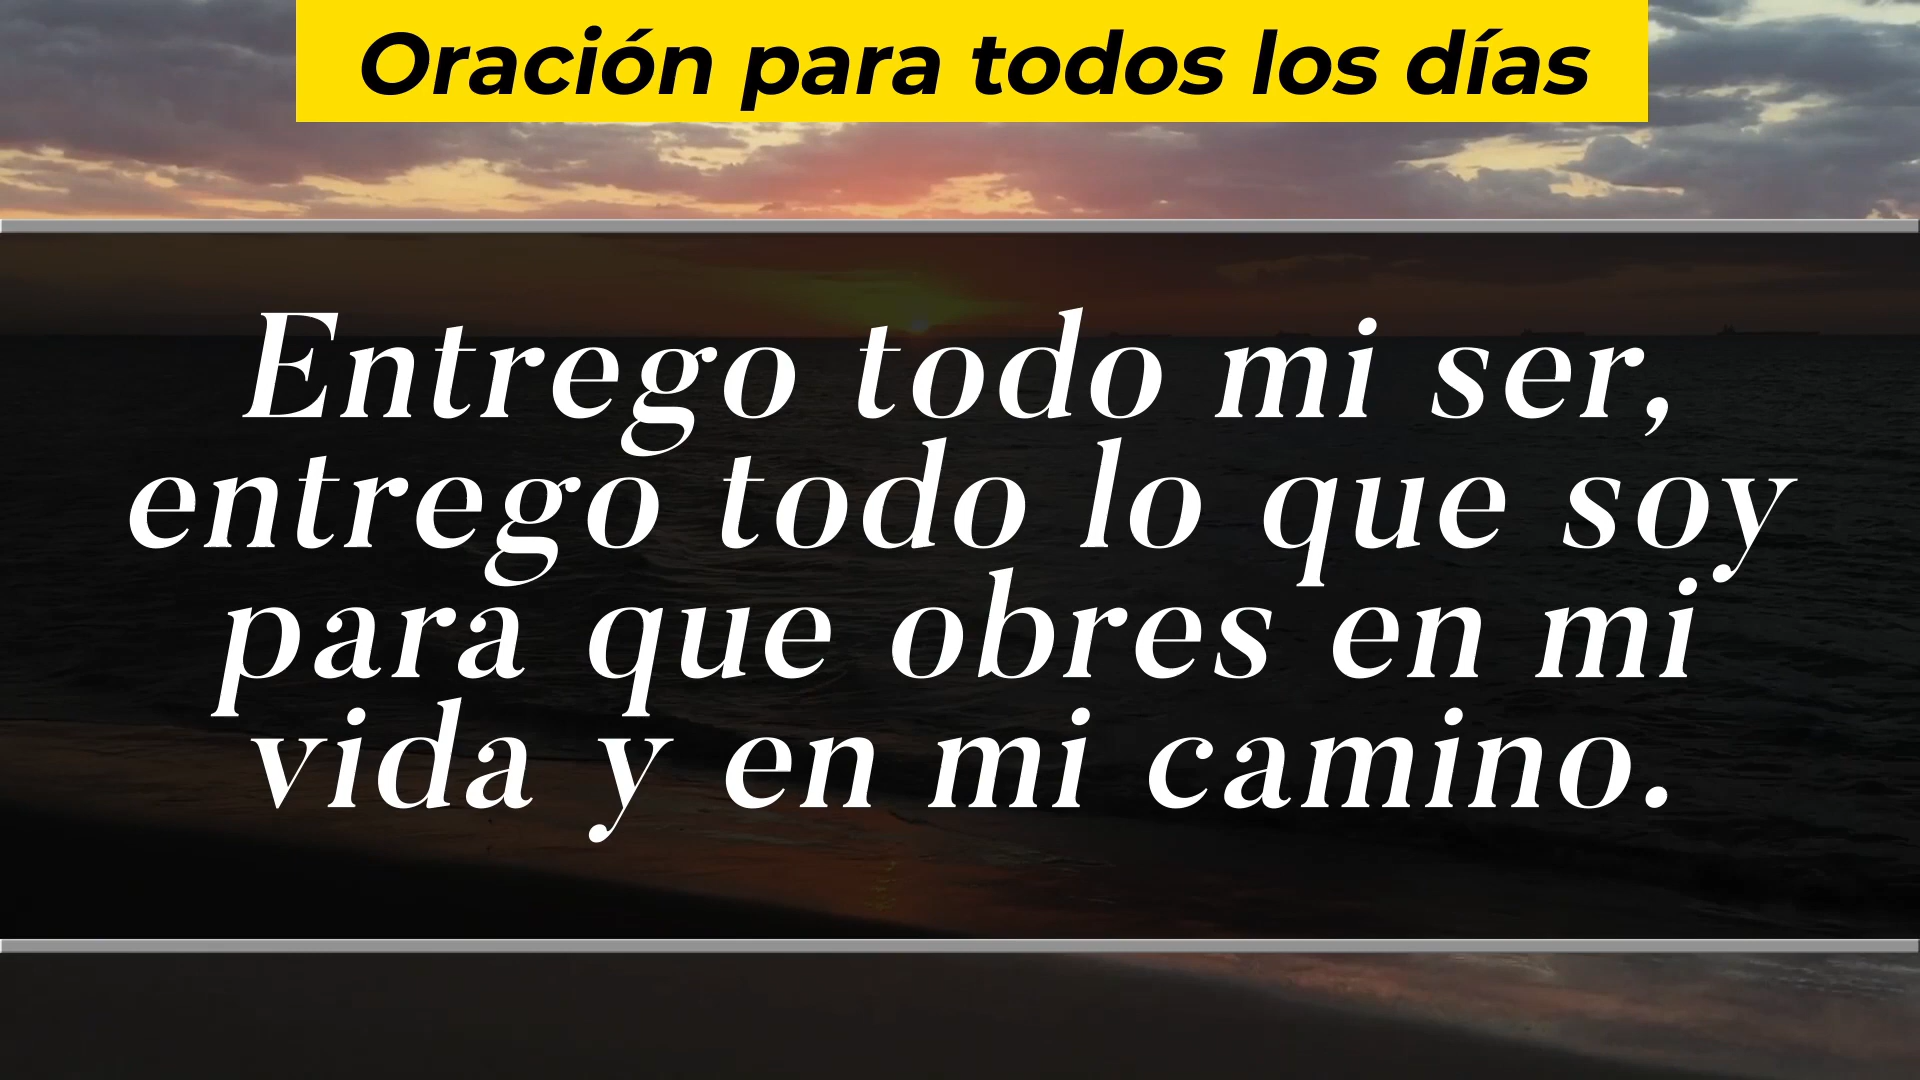 Oración para todos los días
Entrego todo mi ser,
entrego todo lo que soy
para que obres en mi
vida y en mi camino.